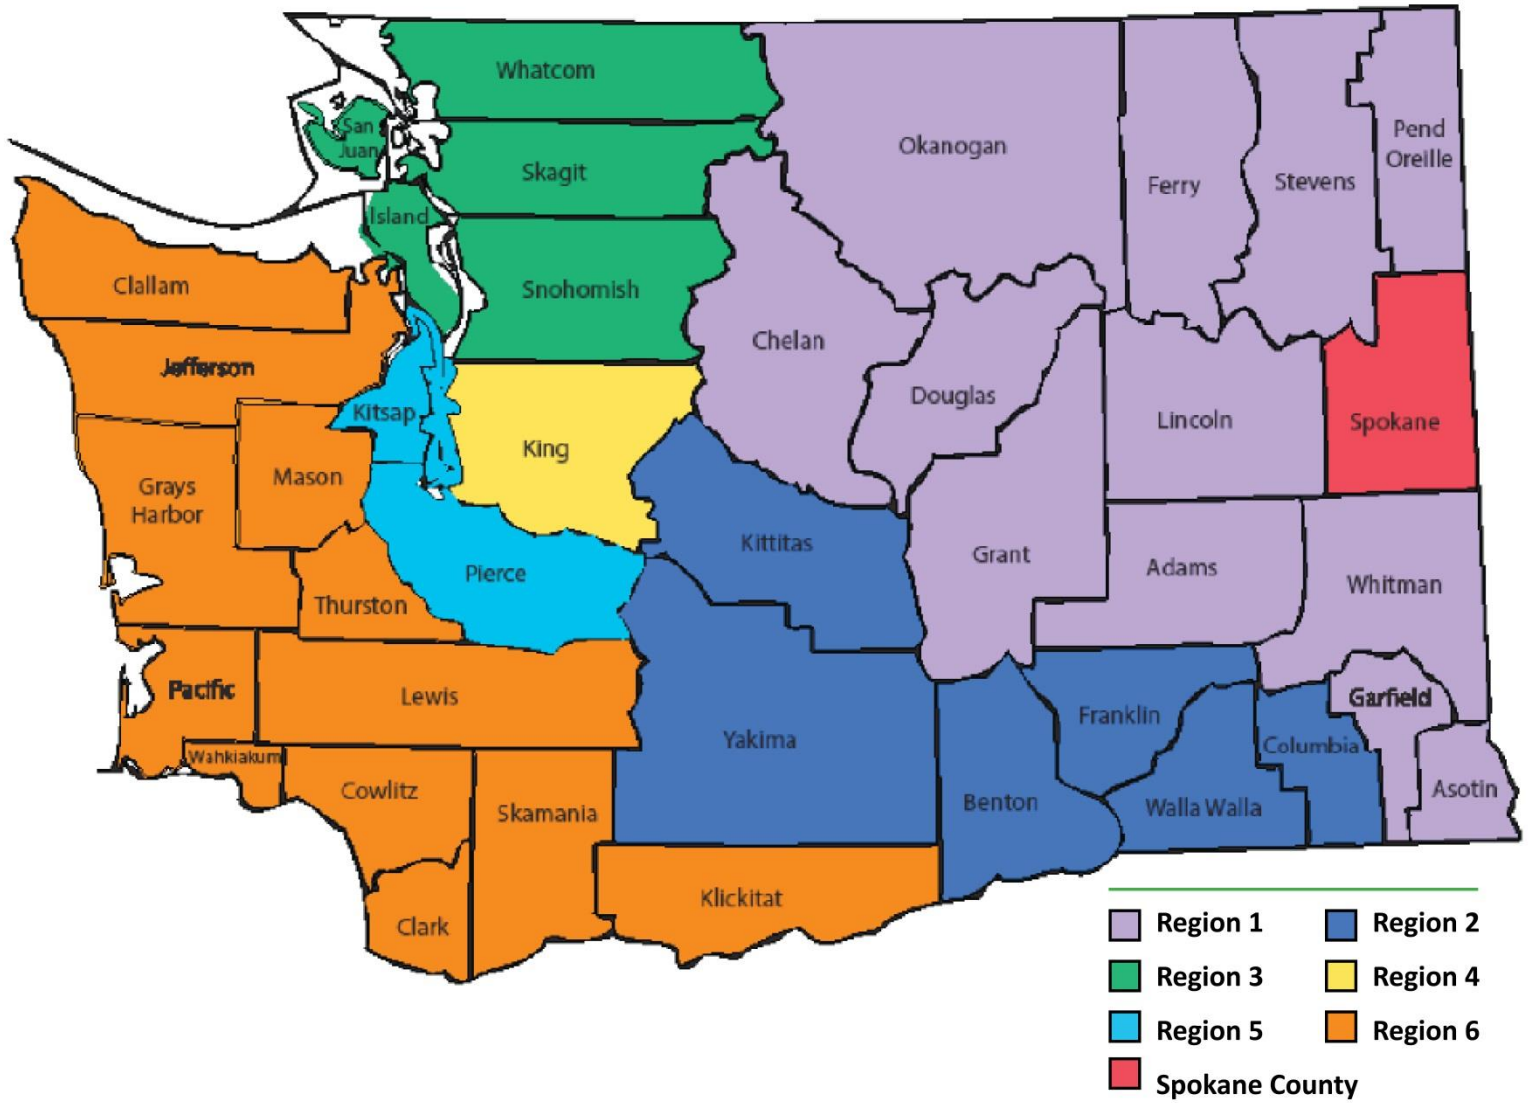 Whatcom
San
Juan
Skagit
Island
Snohomish
Okanogan
Ferry
Stevens
Pend
Oreille
Clallam
Jefferson
Chelan
Douglas
Lincoln
Spokane
Kitsap
King
Mason
Grays
Harbor
Kittitas
Grant
Adams
Whitman
Pierce
Thurston
Pacific
Lewis
Yakima
Franklin
Garfield
Columbia
Asotin
Wahkiakum
Cowlitz
Skamania
Benton
Walla Walla
Klickitat
Clark
Region 1
Region 2
Region 3
Region 4
Region 5
Region 6
Spokane County